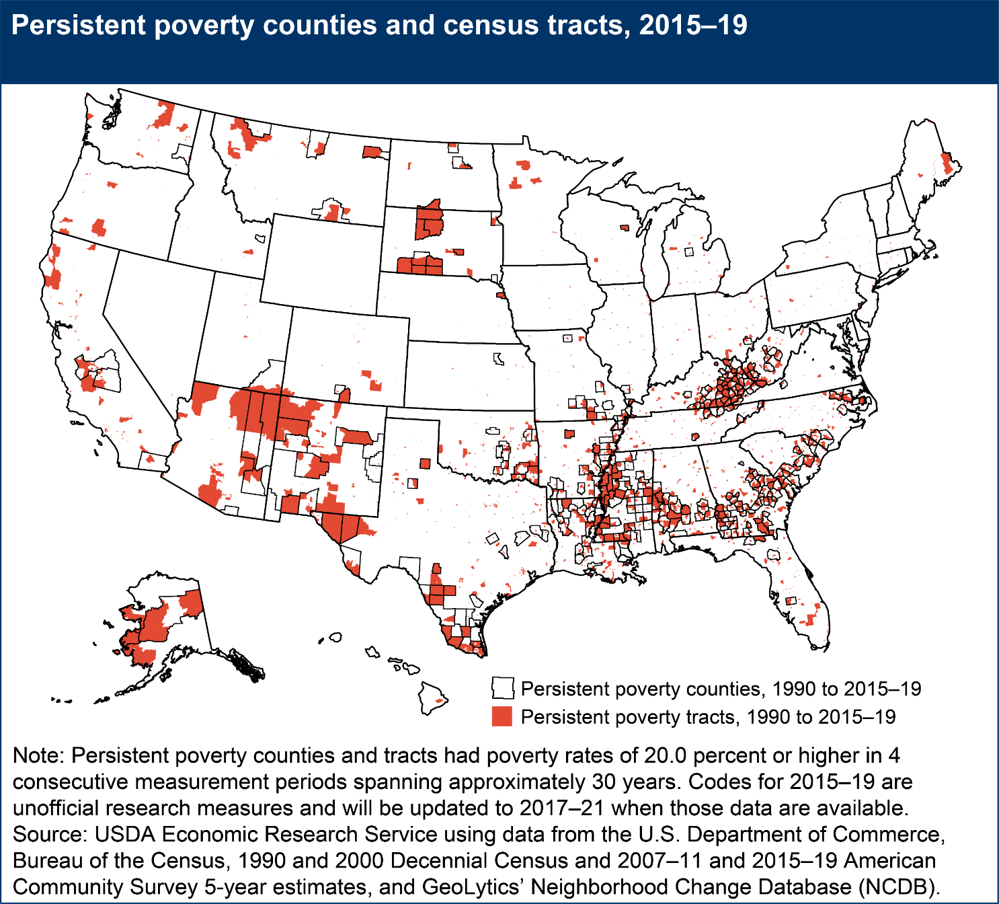 Persistent poverty counties and census tracts, 2015–19
Persistent poverty counties, 1990 to 2015–19
Persistent poverty tracts, 1990 to 2015–19
Note: Persistent poverty counties and tracts had poverty rates of 20.0 percent or higher in 4
consecutive measurement periods spanning approximately 30 years. Codes for 2015–19 are
unofficial research measures and will be updated to 2017–21 when those data are available.
Source: USDA Economic Research Service using data from the U.S. Department of Commerce,
Bureau of the Census, 1990 and 2000 Decennial Census and 2007–11 and 2015–19 American
Community Survey 5-year estimates, and GeoLytics’ Neighborhood Change Database (NCDB).